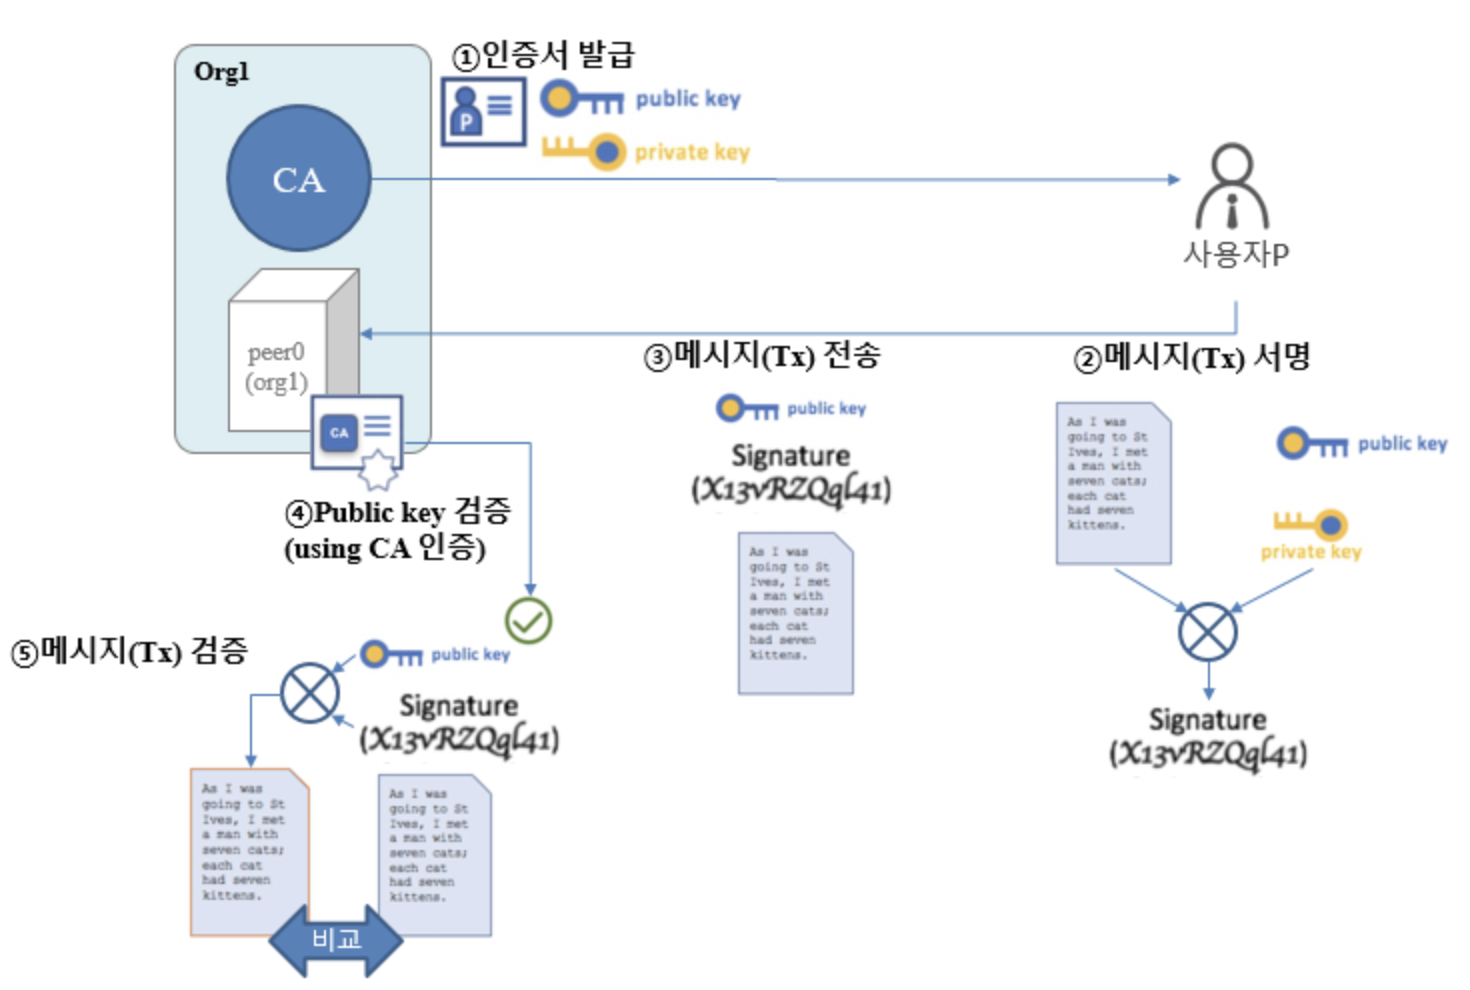 Org1
CA
①인증서 발급
P
public key
private key
사용자P
peer0
(org1)
CA
③메시지(Tx) 전송
public key
Signature
(X13vRZQql41)
As I was
going to St
Ives, I met
a man with
seven cats;
each cat
had seven
kittens.
②메시지(Tx) 서명
As I was
going to St
Ives, I met
a man with
seven cats;
each cat
had seven
kittens.
public key
private key
Signature
(X13vRZQql41)
④Public key 검증
(using CA 인증)
⑤메시지(Tx) 검증
public key
Signature
(X13vRZQql41)
As I was
going to St
Ives, I met
a man with
seven cats;
each cat
had seven
kittens.
As I was
going to St
Ives, I met
a man with
seven cats;
each cat
had seven
kittens.
비교